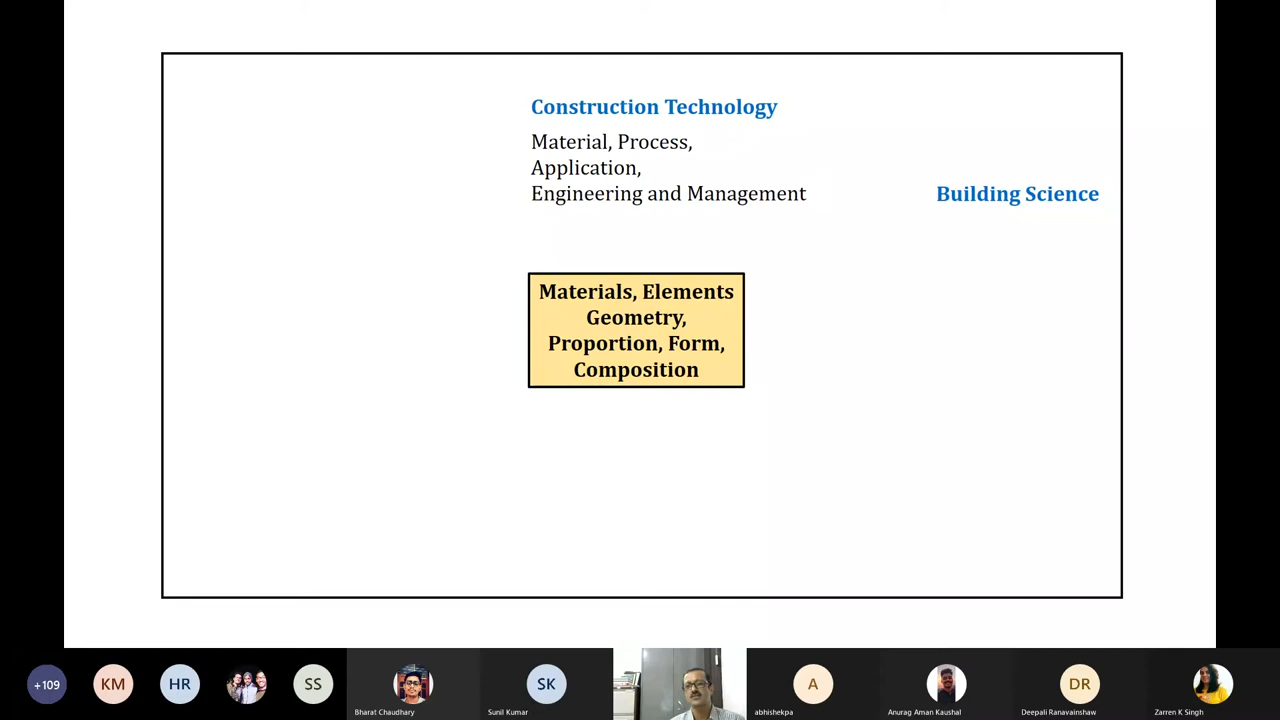 Construction Technology
Material, Process,
Application,
Engineering and Management
Building Science
Materials, Elements
Geometry,
Proportion, Form,
Composition
+109
KM
HR
SS
Bharat Chaudhary
SK
Sunil Kumar
A
abhishekpa
Anurag Aman Kaushal
DR
Deepali Ranavainshaw
Zarren K Singh